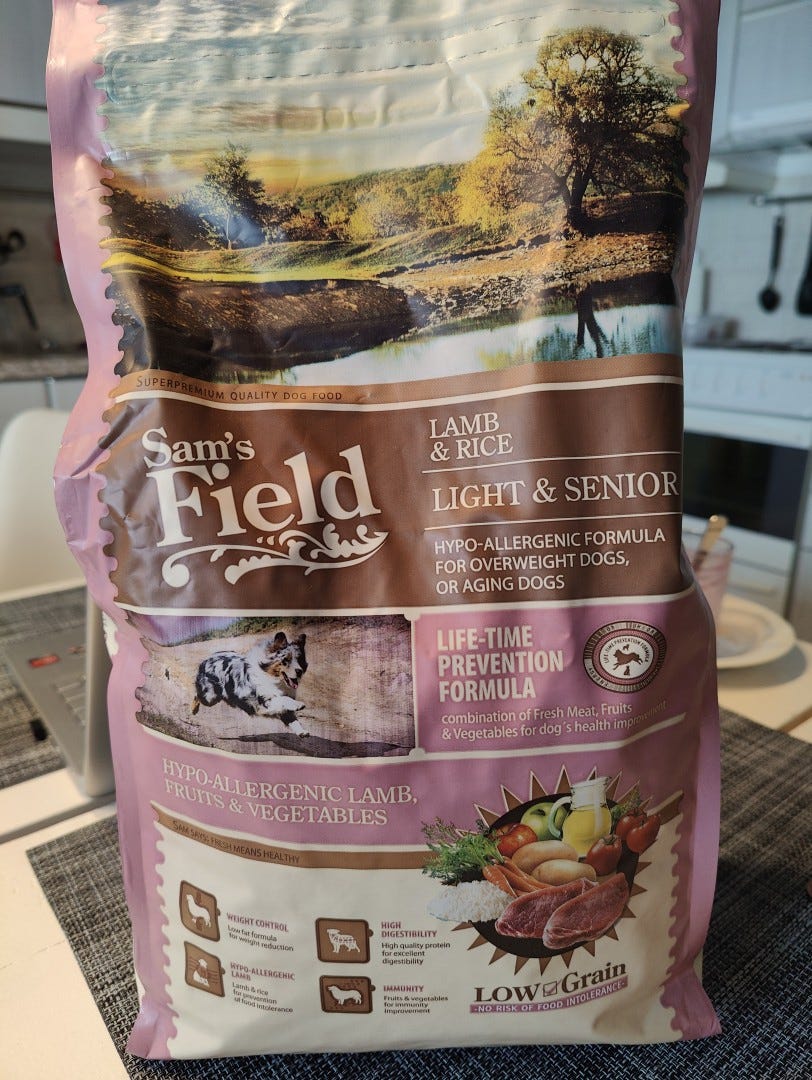 SUPERPREMIUM QUALITY DOG FOOD
Sam's
Field
LAMB
& RICE
LIGHT & SENIOR
HYPO-ALLERGENIC FORMULA
FOR OVERWEIGHT DOGS,
OR AGING DOGS
LIFE-TIME
PREVENTION
FORMULA
combination of Fresh Meat, Fruits
& Vegetables for dog´s health improvement
LIFE-TIME PREVENTION FORMULA
HYPO-ALLERGENIC LAMB,
FRUITS & VEGETABLES
SAM SAYS: FRESH MEANS HEALTHY
WEIGHT CONTROL
Low fat formula
for weight reduction
HYPO-ALLERGENIC
LAMB
Lamb & rice
for prevention
of food intolerance
HIGH
DIGESTIBILITY
High quality protein
for excellent
digestibility
IMMUNITY
Fruits & vegetables
for immunity
improvement
LOW Grain
-NO RISK OF FOOD INTOLERANCE-